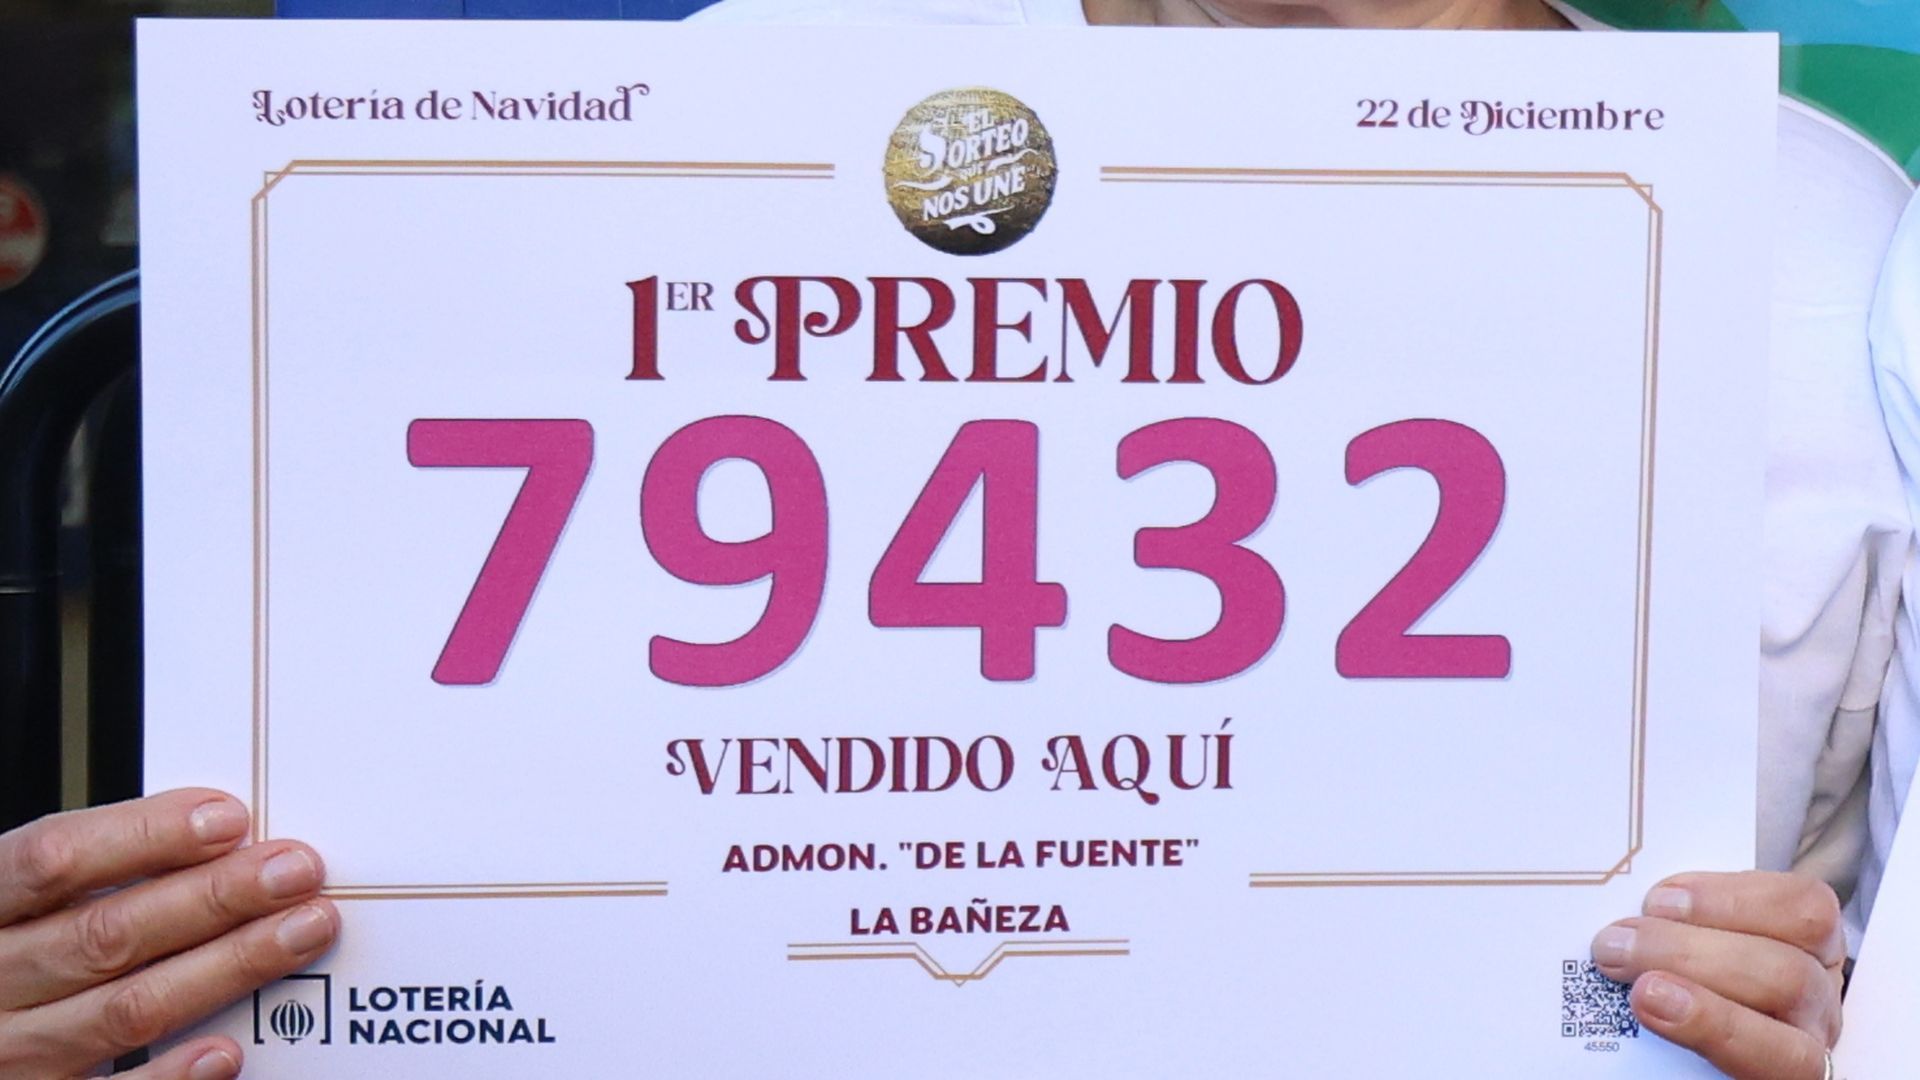 Lotería de Navidad
22 de Diciembre
EL
SORTEO
QUE
NOS UNE
1ER PREMIO
79432
VENDIDO AQUÍ
ADMON. "DE LA FUENTE"
LA BAÑEZA
LOTERÍA
NACIONAL
45550